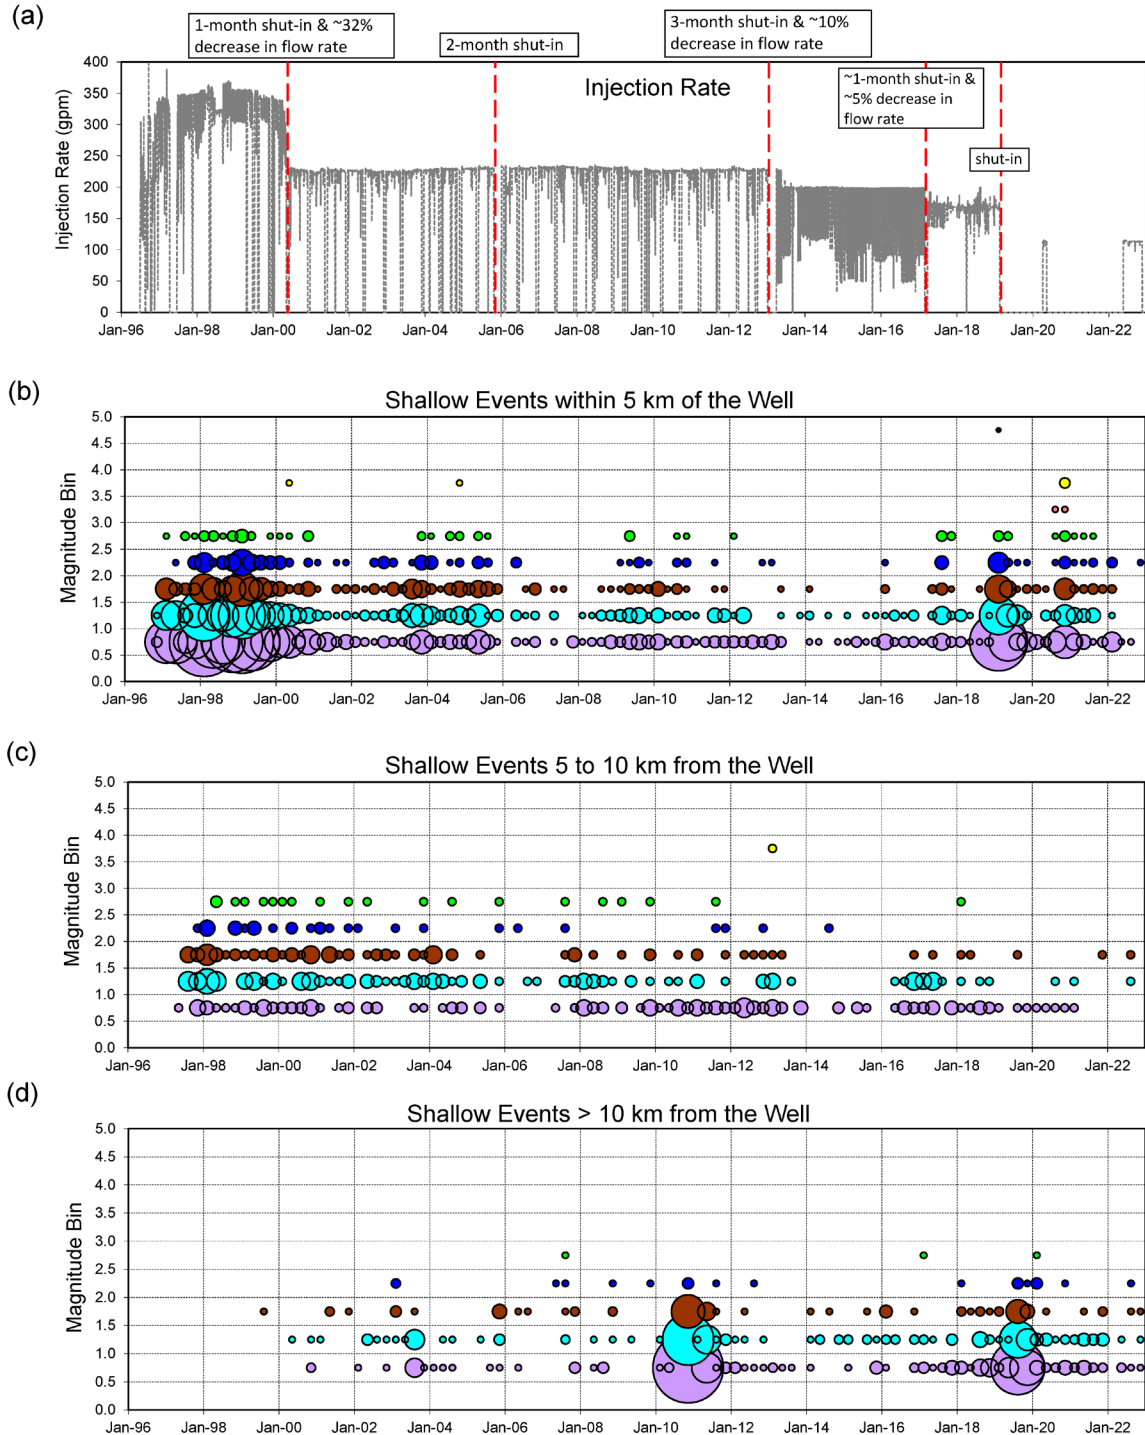 (a)
1-month shut-in & ~32%
decrease in flow rate
2-month shut-in
3-month shut-in & ~10%
decrease in flow rate
~1-month shut-in &
~5% decrease in
flow rate
shut-in
Injection Rate
Injection Rate (gpm)
400
350
300
250
200
150
100
50
0
Jan-96 Jan-98 Jan-00 Jan-02 Jan-04 Jan-06 Jan-08 Jan-10 Jan-12 Jan-14 Jan-16 Jan-18 Jan-20 Jan-22
(b)
Shallow Events within 5 km of the Well
Magnitude Bin
5.0
4.5
4.0
3.5
3.0
2.5
2.0
1.5
1.0
0.5
0.0
Jan-96 Jan-98 Jan-00 Jan-02 Jan-04 Jan-06 Jan-08 Jan-10 Jan-12 Jan-14 Jan-16 Jan-18 Jan-20 Jan-22
(c)
Shallow Events 5 to 10 km from the Well
Magnitude Bin
5.0
4.5
4.0
3.5
3.0
2.5
2.0
1.5
1.0
0.5
0.0
Jan-96 Jan-98 Jan-00 Jan-02 Jan-04 Jan-06 Jan-08 Jan-10 Jan-12 Jan-14 Jan-16 Jan-18 Jan-20 Jan-22
(d)
Shallow Events > 10 km from the Well
Magnitude Bin
5.0
4.5
4.0
3.5
3.0
2.5
2.0
1.5
1.0
0.5
0.0
Jan-96 Jan-98 Jan-00 Jan-02 Jan-04 Jan-06 Jan-08 Jan-10 Jan-12 Jan-14 Jan-16 Jan-18 Jan-20 Jan-22